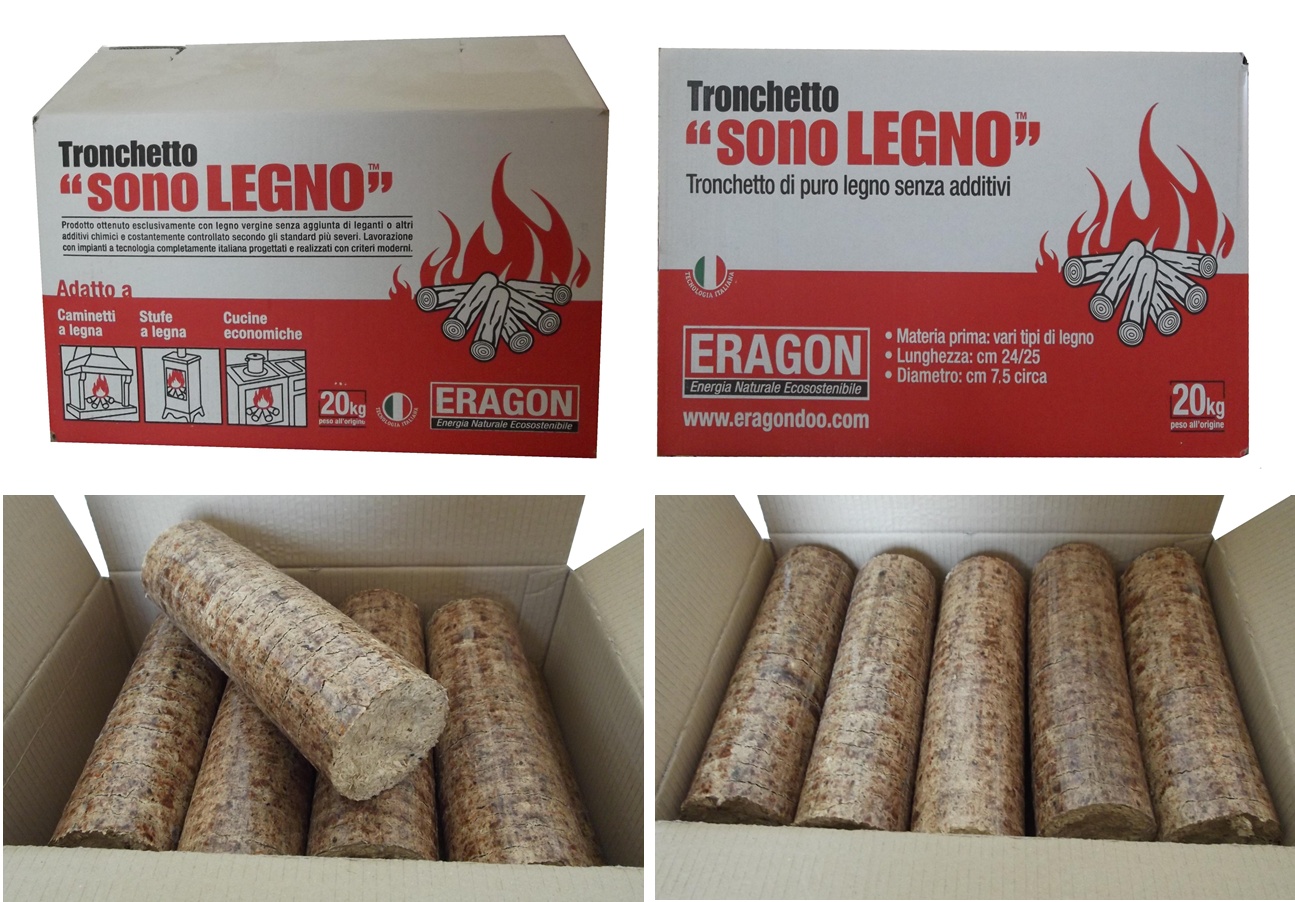 Tronchetto
“sono LEGNO”™
Prodotto ottenuto esclusivamente con legno vergine senza aggiunta di leganti o altri
additivi chimici e costantemente controllato secondo gli standard più severi. Lavorazione
con impianti a tecnologia completamente italiana progettati e realizzati con criteri moderni.
Adatto a
Caminetti
a legna
Stufe
a legna
Cucine
economiche
20kg
peso all'origine
ERAGON
Energia Naturale Ecosostenibile
Tronchetto
“sono LEGNO”™
Tronchetto di puro legno senza additivi
TECNOLOGIA ITALIANA
ERAGON
Energia Naturale Ecosostenibile
www.eragondoo.com
• Materia prima: vari tipi di legno
• Lunghezza: cm 24/25
• Diametro: cm 7.5 circa
20kg
peso all'origine